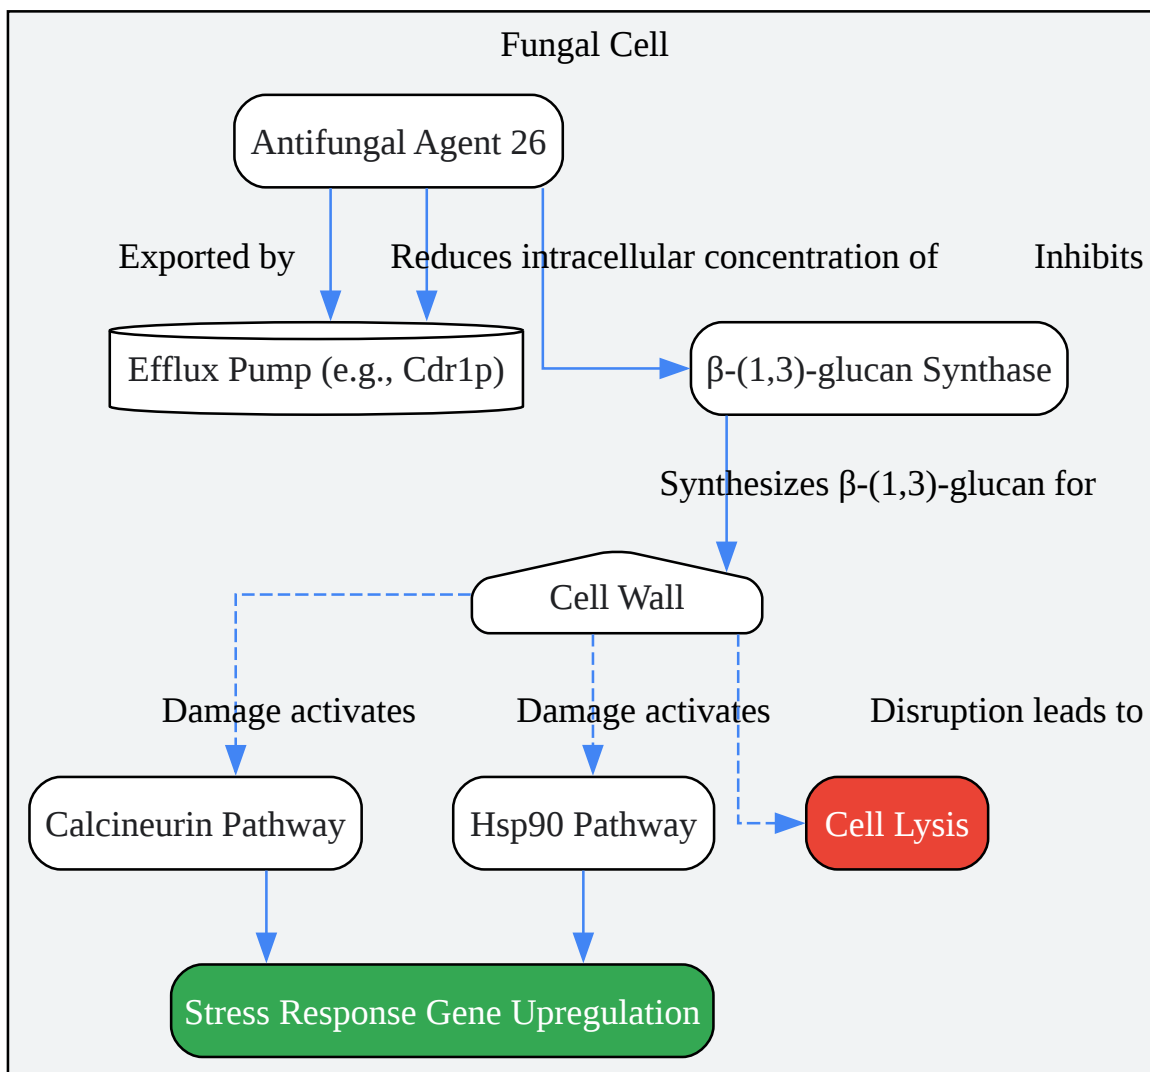 Fungal Cell
Antifungal Agent 26
Exported by
Reduces intracellular concentration of
Inhibits
Efflux Pump (e.g., Cdr1p)
β-(1,3)-glucan Synthase
Synthesizes β-(1,3)-glucan for
Cell Wall
Damage activates
Damage activates
Disruption leads to
Calcineurin Pathway
Hsp90 Pathway
Cell Lysis
Stress Response Gene Upregulation